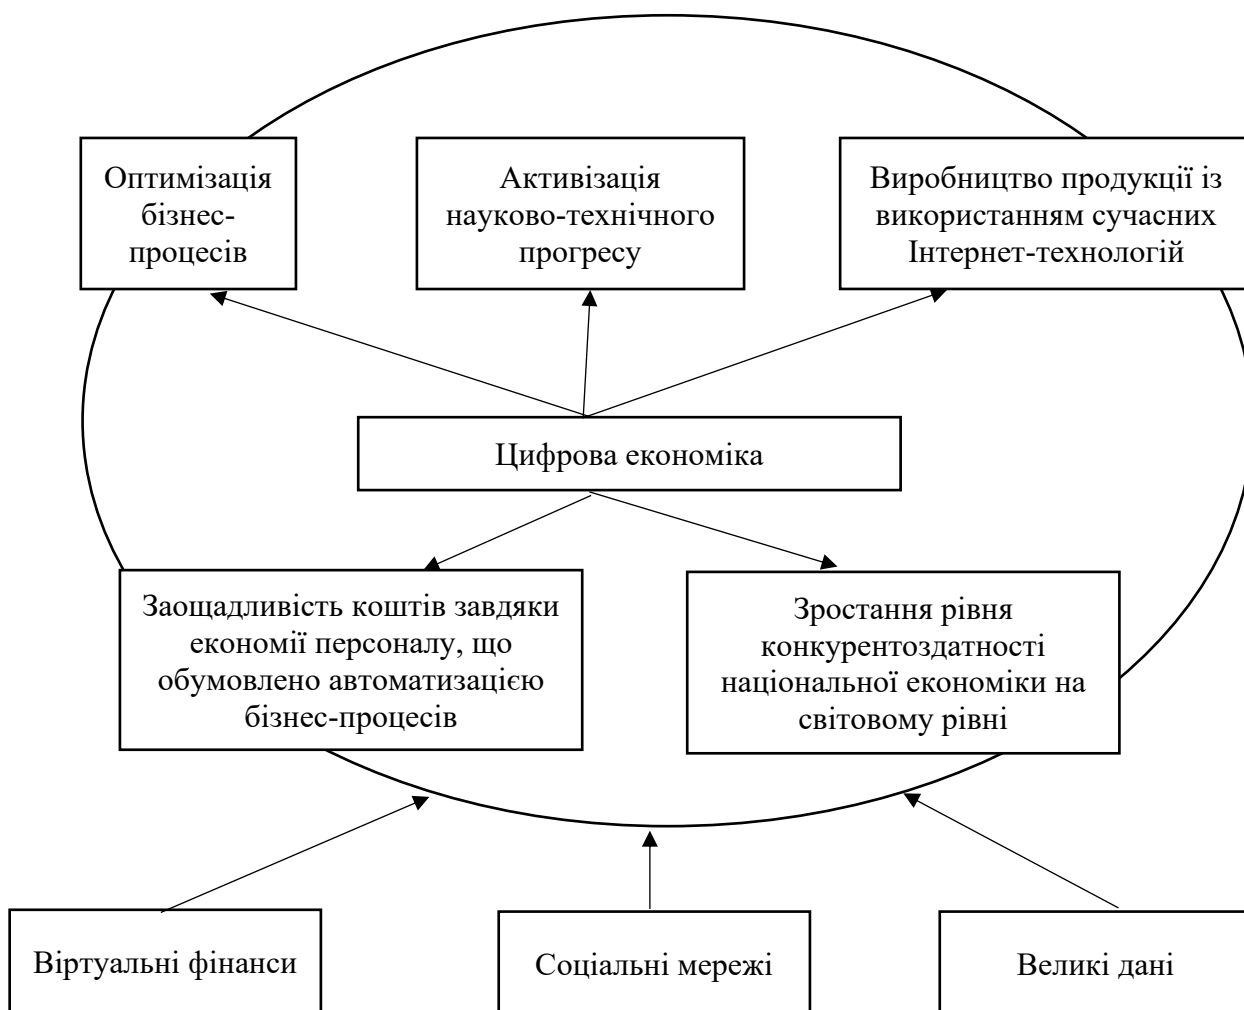 Оптимізація
бізнес-
процесів
Активізація
науково-технічного
прогресу
Виробництво продукції із
використанням сучасних
Інтернет-технологій
Цифрова економіка
Заощадливість коштів завдяки
економії персоналу, що
обумовлено автоматизацією
бізнес-процесів
Зростання рівня
конкурентоздатності
національної економіки на
світовому рівні
Віртуальні фінанси
Соціальні мережі
Великі дані